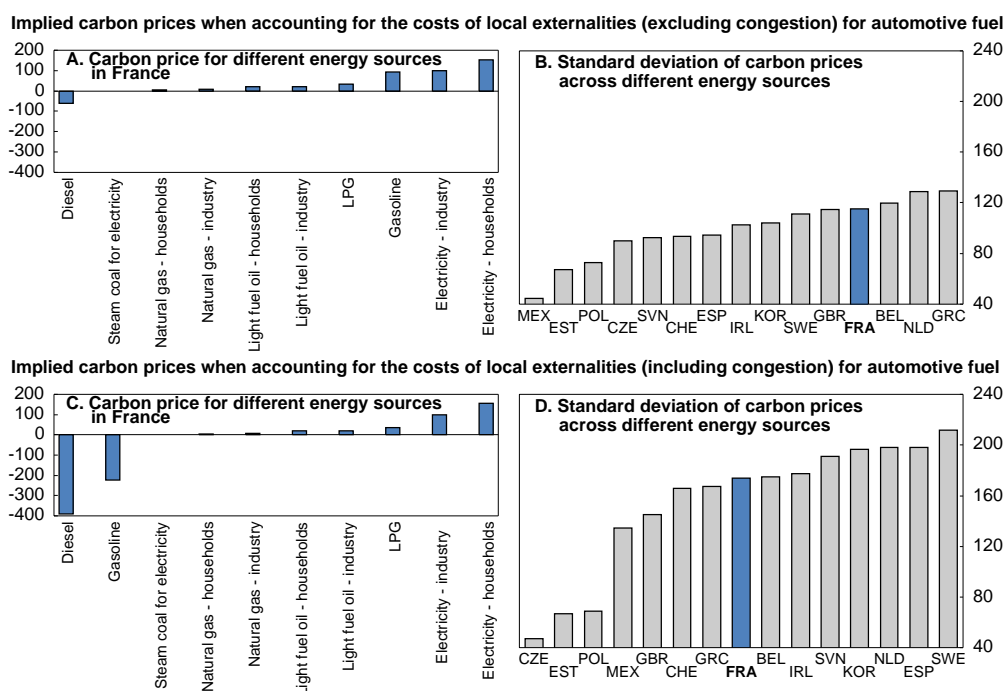 Implied carbon prices when accounting for the costs of local externalities (excluding congestion) for automotive fuel
A. Carbon price for different energy sources
in France
200
100
0
-100
-200
-300
-400
Diesel
Steam coal for electricity
Natural gas - households
Natural gas - industry
Light fuel oil - households
Light fuel oil - industry
LPG
Gasoline
Electricity - industry
Electricity - households
B. Standard deviation of carbon prices
across different energy sources
240
200
160
120
80
40
MEX
EST
POL
CZE
SVN
CHE
ESP
IRL
KOR
SWE
GBR
FRA
BEL
NLD
GRC
Implied carbon prices when accounting for the costs of local externalities (including congestion) for automotive fuel
C. Carbon price for different energy sources
in France
200
100
0
-100
-200
-300
-400
Diesel
Gasoline
Steam coal for electricity
Natural gas - households
Natural gas - industry
Light fuel oil - households
Light fuel oil - industry
LPG
Electricity - industry
Electricity - households
D. Standard deviation of carbon prices
across different energy sources
240
200
160
120
80
40
CZE
EST
POL
MEX
GBR
CHE
GRC
FRA
BEL
IRL
SVN
KOR
NLD
ESP
SWE